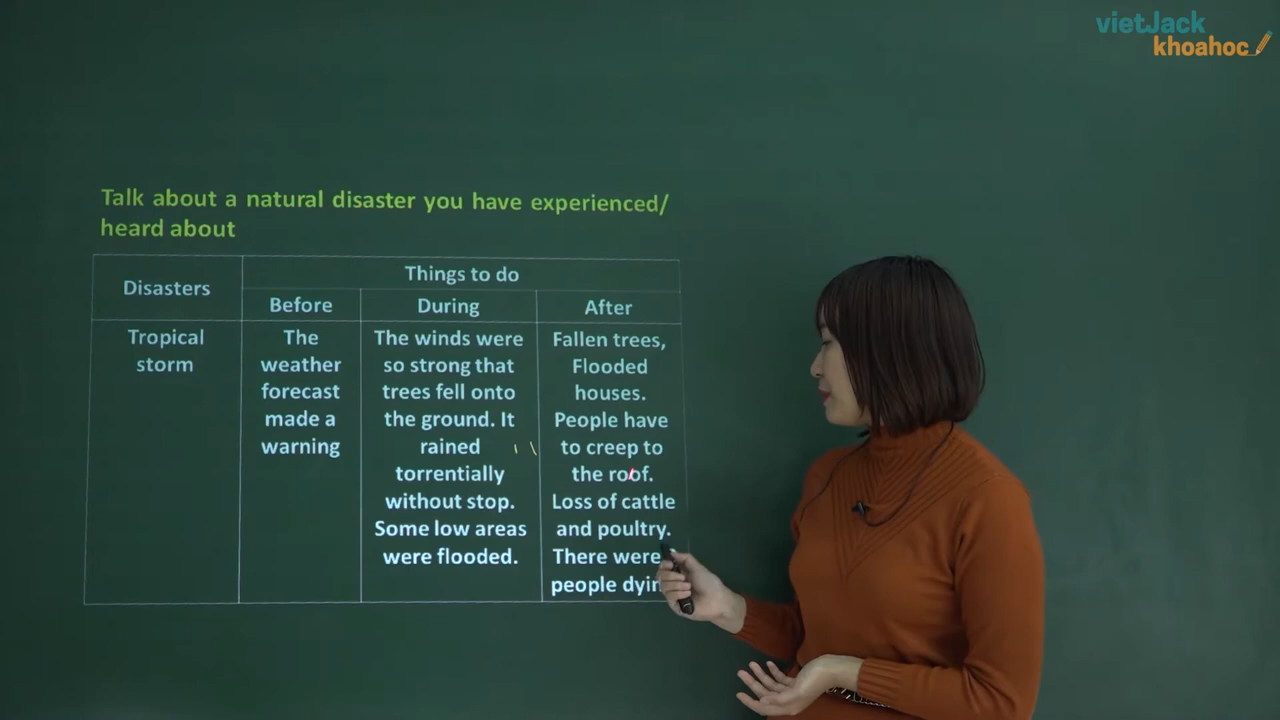 vietJack
khoahoc
Talk about a natural disaster you have experienced/
heard about
Disasters
Things to do
Before
During
After
Tropical
storm
The
weather
forecast
made a
warning
The winds were
so strong that
trees fell onto
the ground. It
rained
torrentially
without stop.
Some low areas
were flooded.
Fallen trees,
Flooded
houses.
People have
to creep to
the roof.
Loss of cattle
and poultry.
There were
people